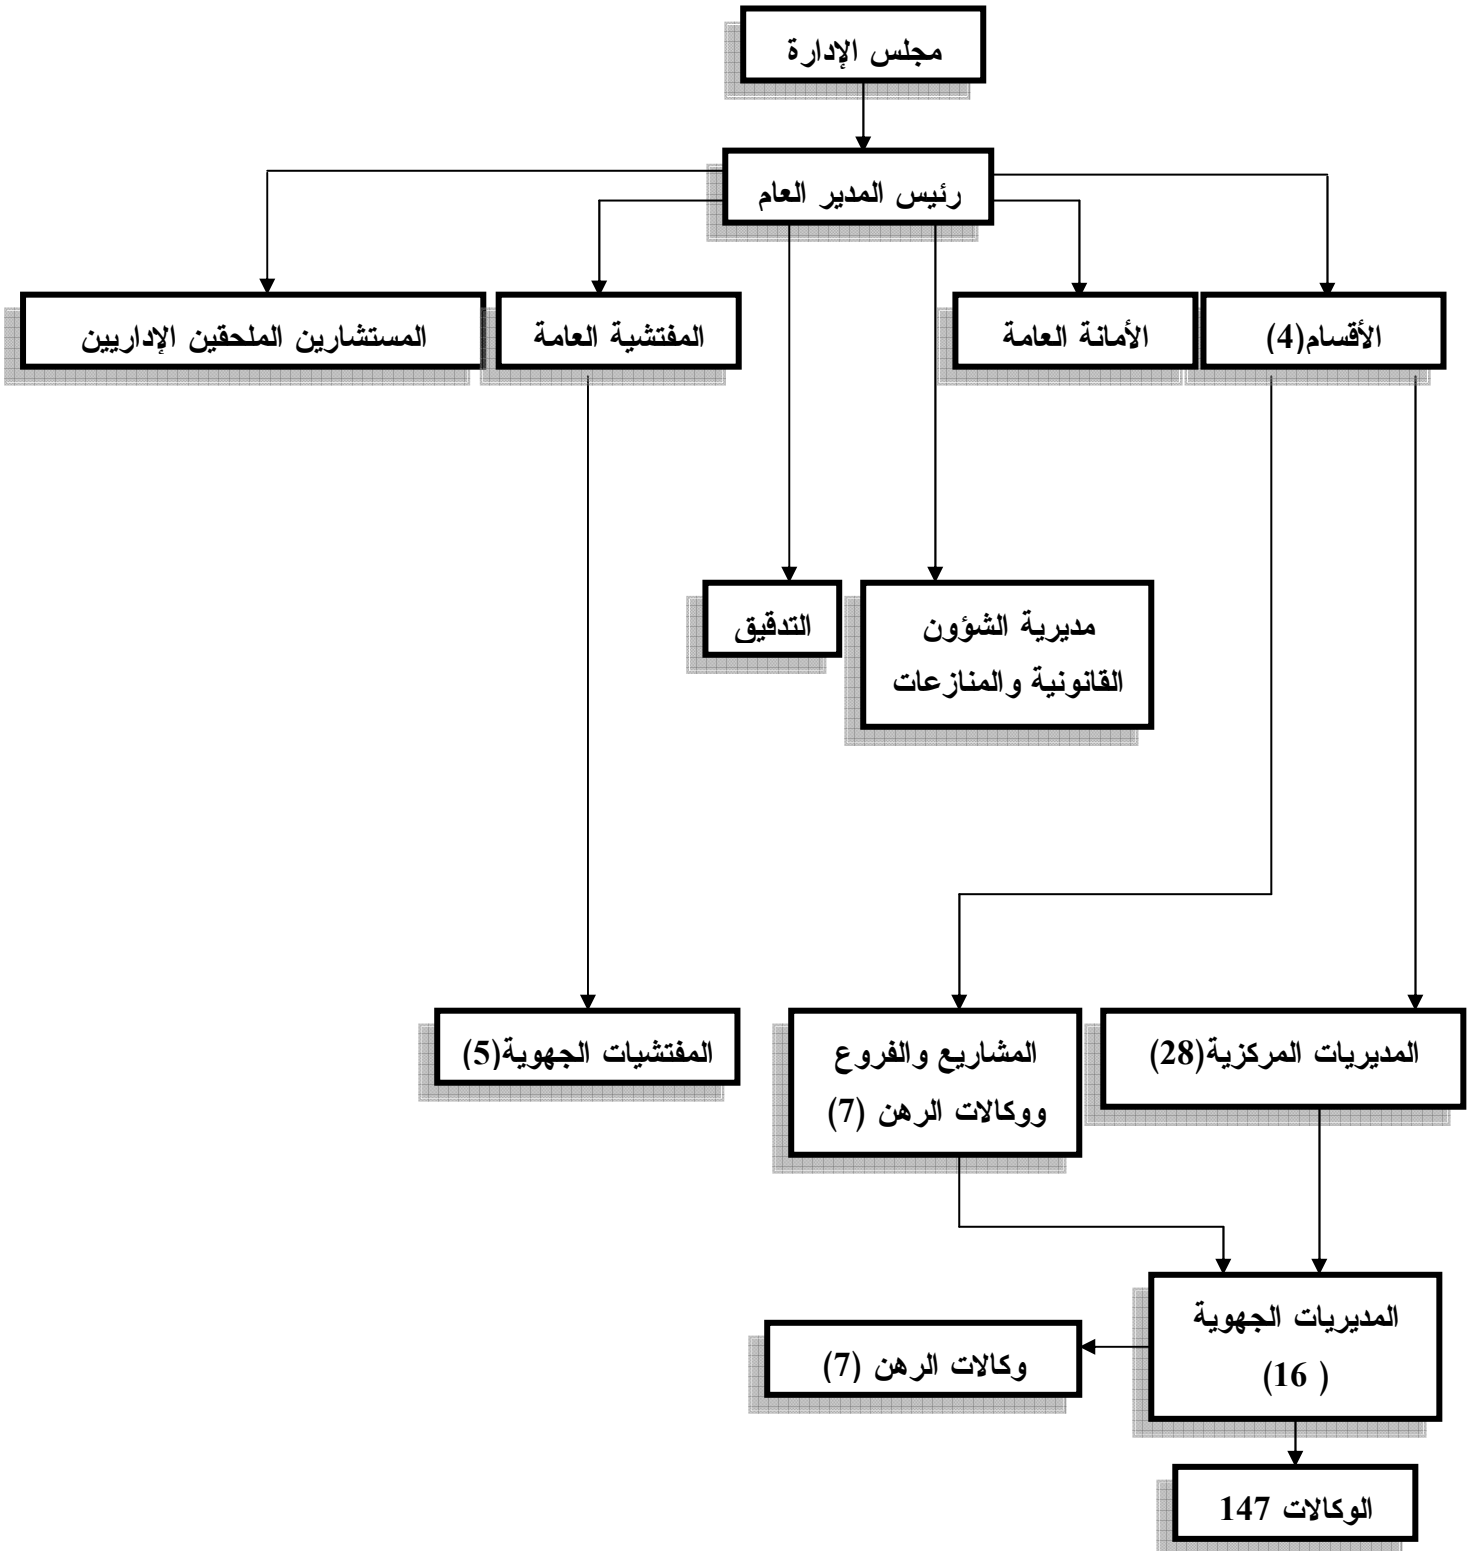 مجلس الإدارة
رئيس المدير العام
الأقسام(4)
الأمانة العامة
المفتشية العامة
المستشارين الملحقين الإداريين
مديرية الشؤون
القانونية والمنازعات
التدقيق
المديريات المركزية(28)
المشاريع والفروع
ووكالات الرهن (7)
المفتشيات الجهوية(5)
المديريات الجهوية
( 16)
وكالات الرهن (7)
الوكالات 147